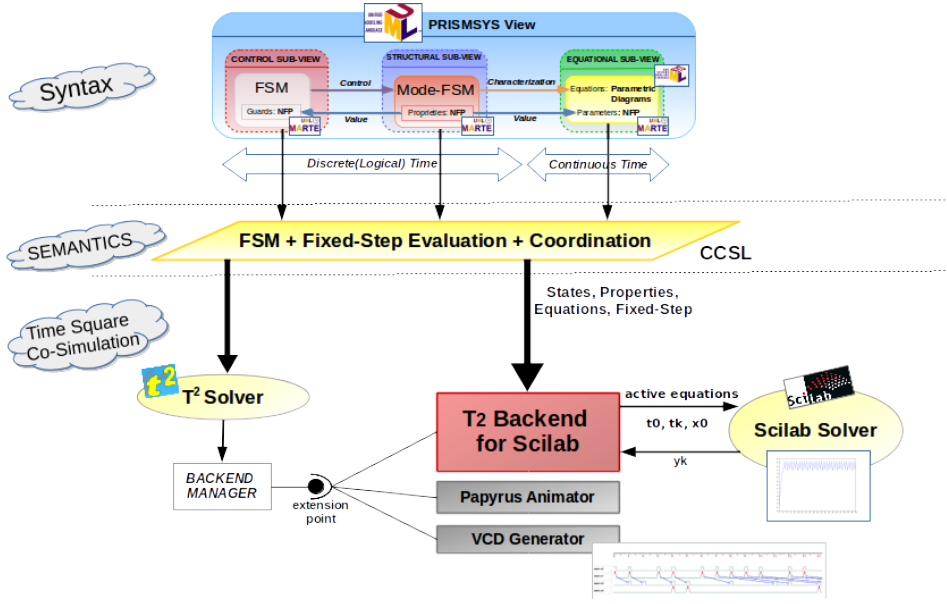 UML
PRISMSYS View
CONTROL SUB-VIEW
STRUCTURAL SUB-VIEW
EQUATIONAL SUB-VIEW
Syntax
FSM
Control
Mode-FSM
Characterization
Equations: Parametric
Diagrams
Guards: NFP
Proprieties: NFP
Parameters: NFP
Value
Value
MARTE
MARTE
MARTE
Discrete(Logical) Time
Continuous Time
SEMANTICS
FSM + Fixed-Step Evaluation + Coordination
CCSL
States, Properties,
Equations, Fixed-Step
Time Square
Co-Simulation
t2
T2 Solver
T2 Backend
for Scilab
active equations
t0, tk, x0
yk
Scilab
Scilab Solver
BACKEND
MANAGER
extension
point
Papyrus Animator
VCD Generator